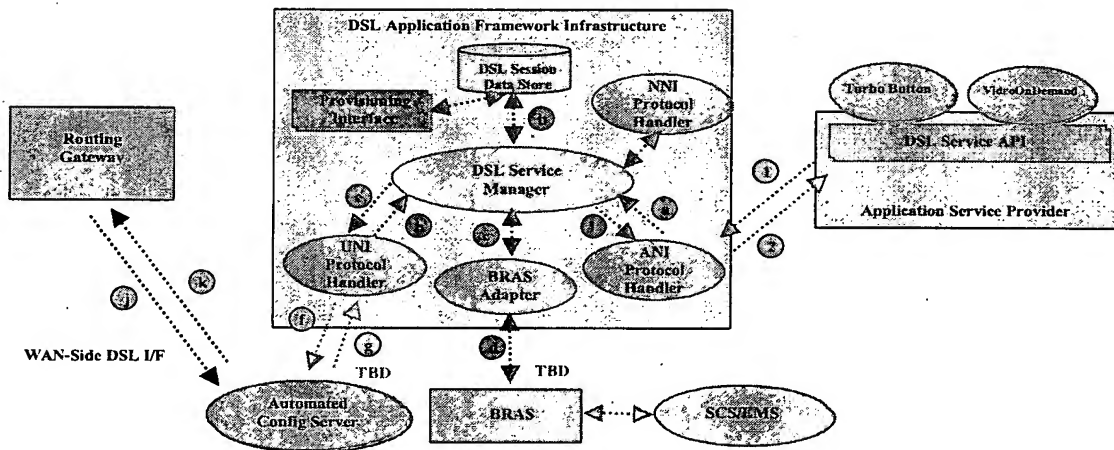 DSL Application Framework Infrastructure
DSL Session
Data Store
Provisioning
Interface
b
NNI
Protocol
Handler
Turbo Button
VideoOnDemand
DSL Service API
Application Service Provider
Routing
Gateway
DSL Service
Manager
1
2
e
h
c
l
a
UNI
Protocol
Handler
BRAS
Adapter
ANI
Protocol
Handler
j
k
f
g
d
WAN-Side DSL I/F
TBD
TBD
Automated
Config Server
BRAS
SCS/EMS